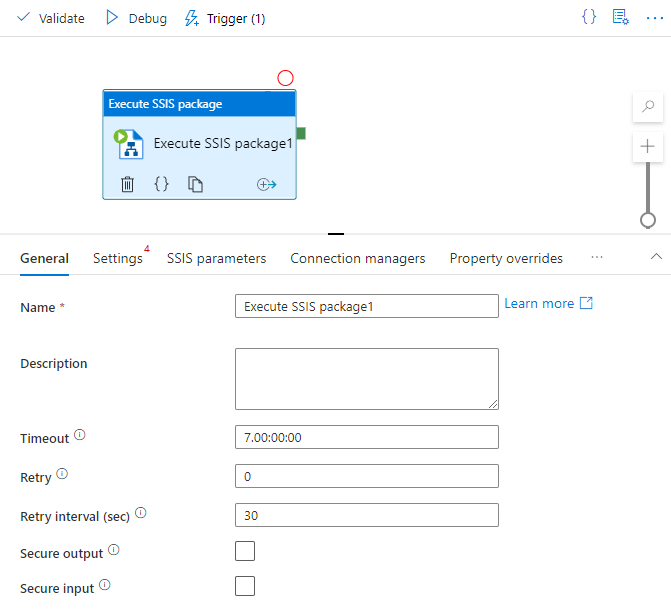 Validate Debug Trigger (1) {} ...
Execute SSIS package
Execute SSIS package1
{}
General Settings 4 SSIS parameters Connection managers Property overrides ...
Name * Execute SSIS package1 Learn more
Description
Timeout 7.00:00:00
Retry 0
Retry interval (sec) 30
Secure output
Secure input